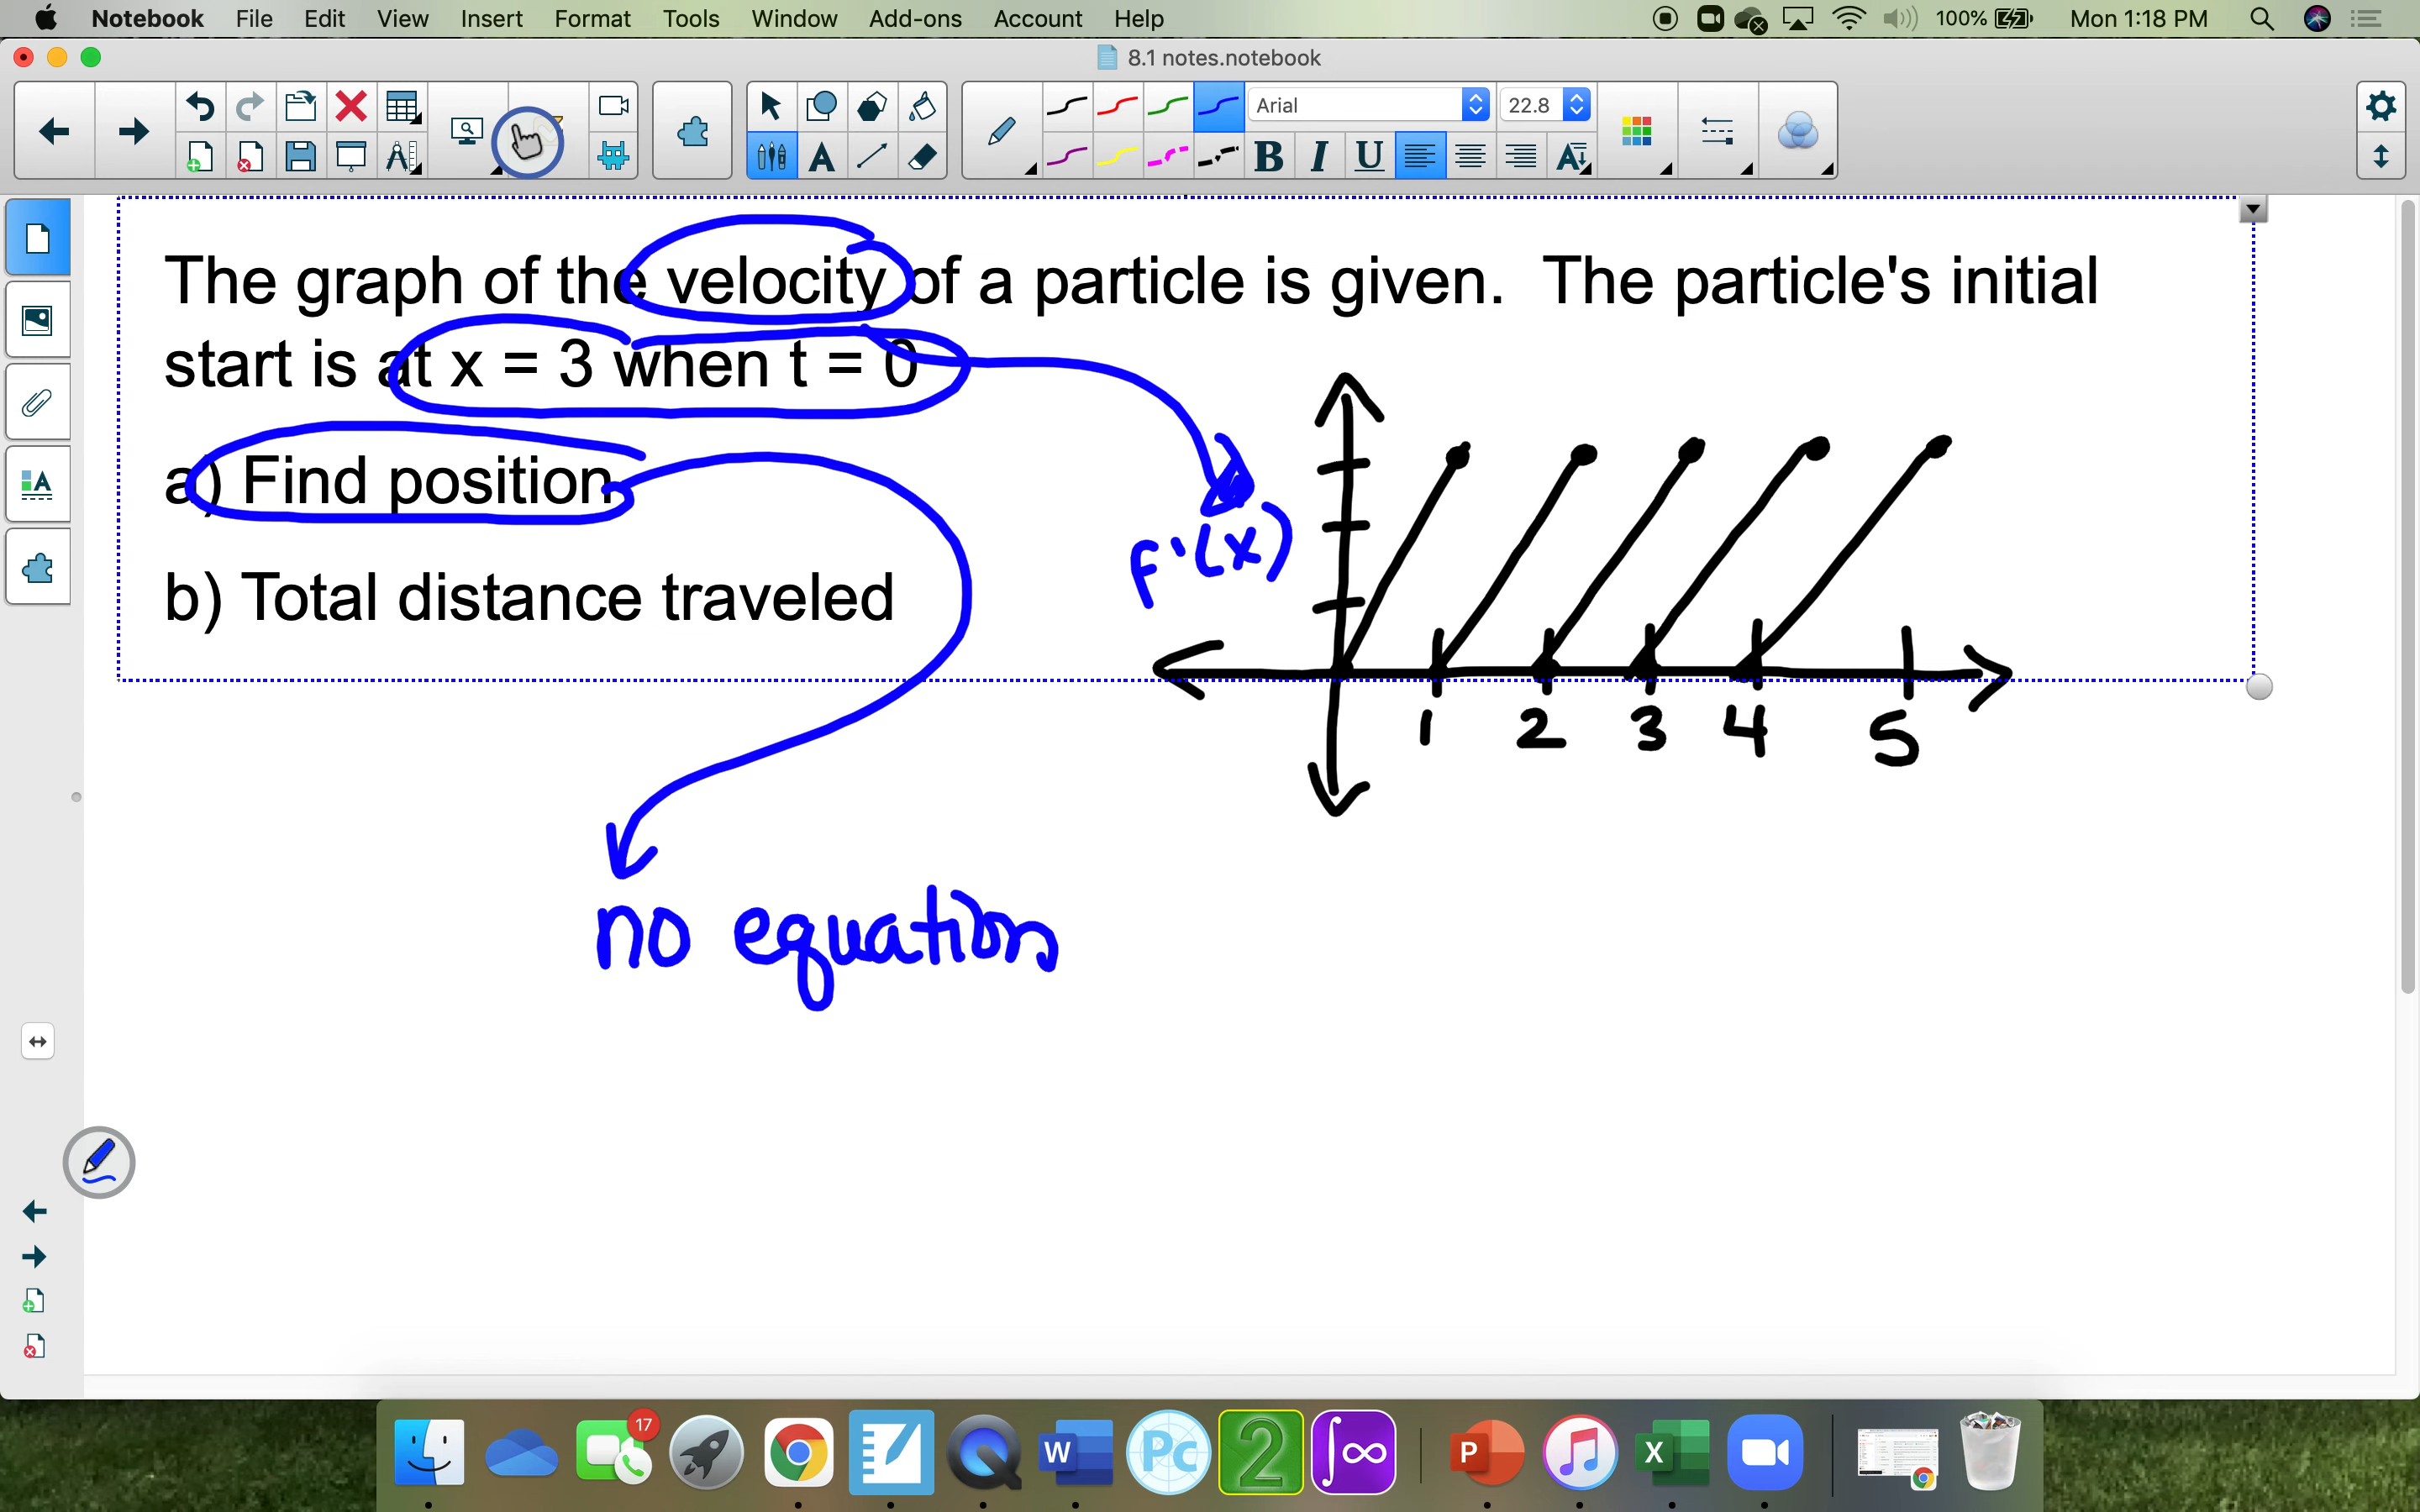 Notebook File Edit View Insert Format Tools Window Add-ons Account Help 100% Mon 1:18 PM
8.1 notes.notebook
Arial 22.8
A B I U A
A
The graph of the velocity of a particle is given. The particle's initial
start is at x = 3 when t = 0
a) Find position
b) Total distance traveled
f'(x)
1 2 3 4 5
no equation
17
W Pc 2 ∫∞ P X